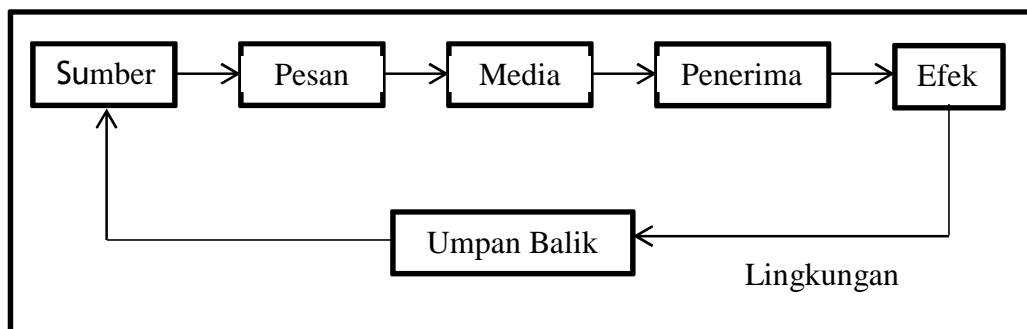 Sumber
Pesan
Media
Penerima
Efek
Umpan Balik
Lingkungan